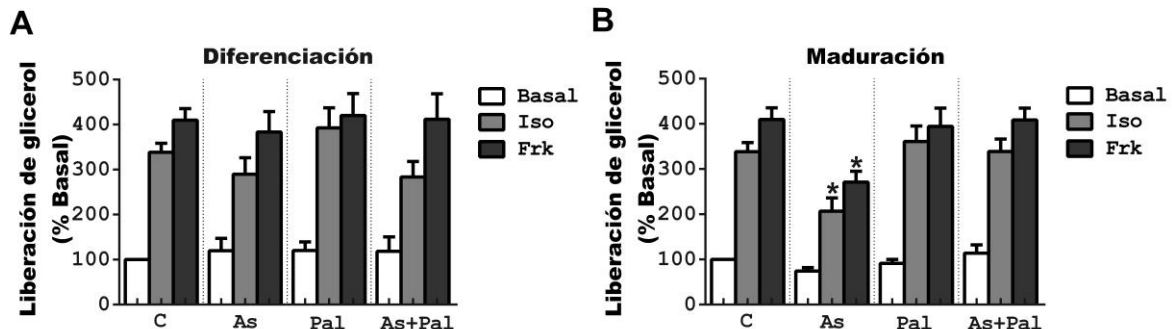 A
Diferenciación
Liberación de glicerol
(% Basal)
500
400
300
200
100
0
C
As
Pal
As+Pal
Basal
Iso
Frk
B
Maduración
Liberación de glicerol
(% Basal)
500
400
300
200
100
0
*
*
C
As
Pal
As+Pal
Basal
Iso
Frk